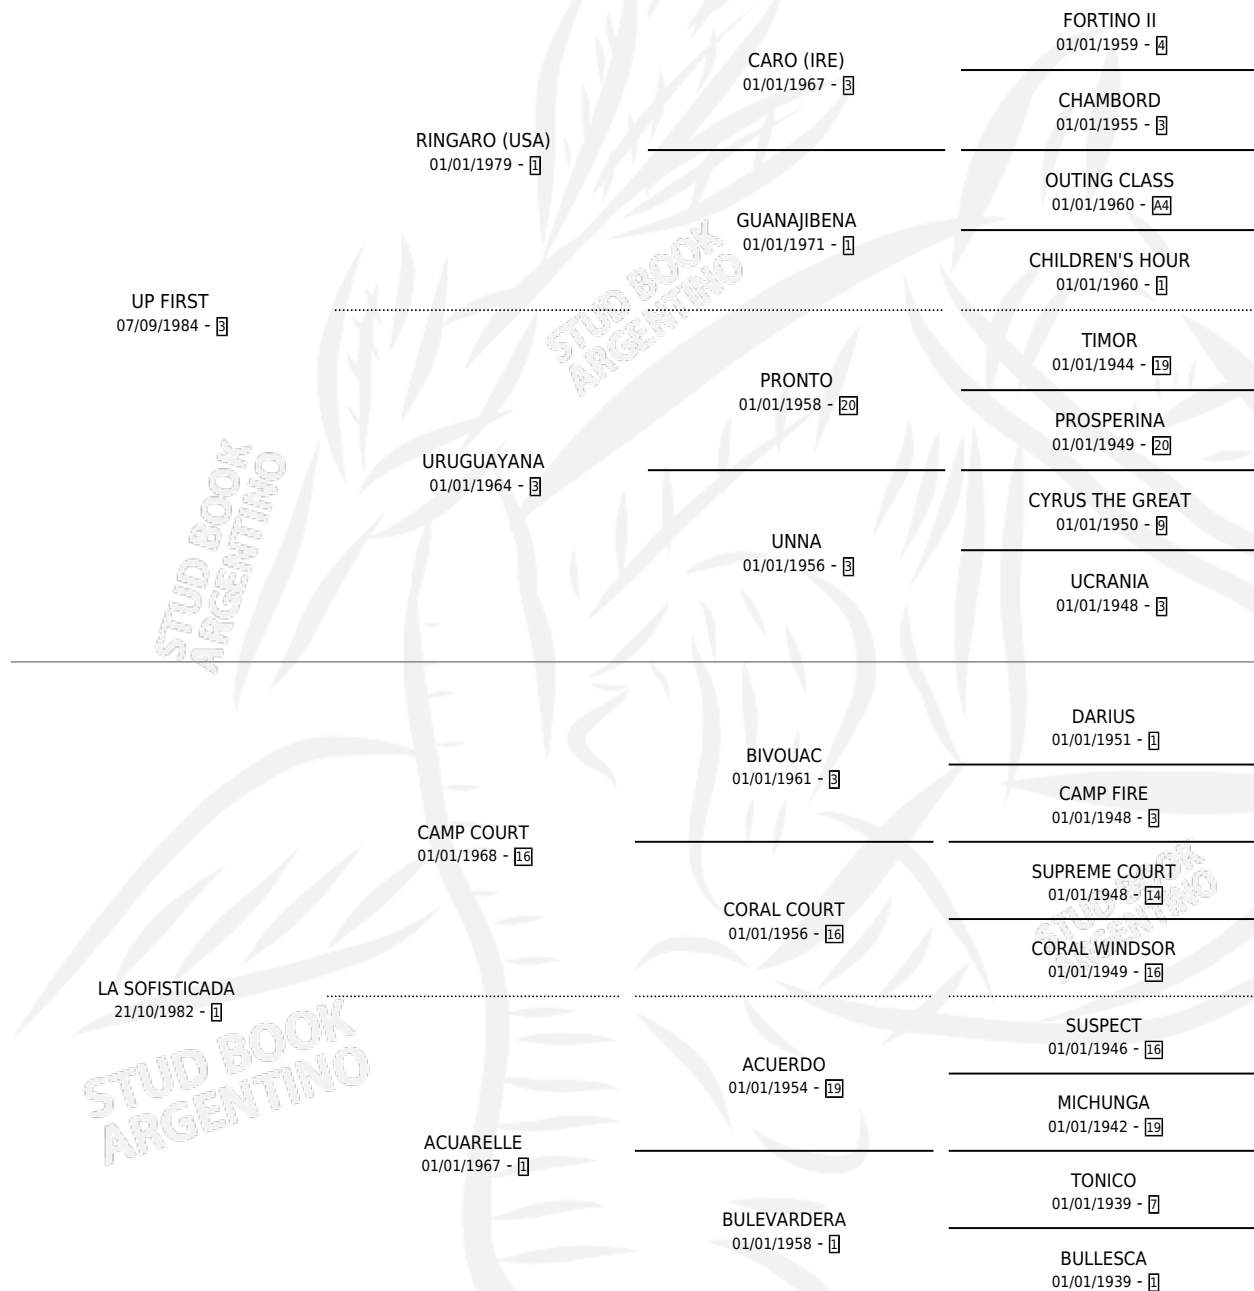 FORTINO II
01/01/1959 - 4
CARO (IRE)
01/01/1967 - 3
CHAMBORD
01/01/1955 - 3
RINGARO (USA)
01/01/1979 - 1
OUTING CLASS
01/01/1960 - A4
GUANAJIBENA
01/01/1971 - 1
CHILDREN'S HOUR
01/01/1960 - 1
UP FIRST
07/09/1984 - 3
TIMOR
01/01/1944 - 19
PRONTO
01/01/1958 - 20
PROSPERINA
01/01/1949 - 20
URUGUAYANA
01/01/1964 - 3
CYRUS THE GREAT
01/01/1950 - 9
UNNA
01/01/1956 - 3
UCRANIA
01/01/1948 - 3
STUD BOOK
ARGENTINO
STUD BOOK
ARGENTINO
DARIUS
01/01/1951 - 1
BIVOUAC
01/01/1961 - 3
CAMP FIRE
01/01/1948 - 3
CAMP COURT
01/01/1968 - 16
SUPREME COURT
01/01/1948 - 14
CORAL COURT
01/01/1956 - 16
CORAL WINDSOR
01/01/1949 - 16
STUD BOOK
ARGENTINO
LA SOFISTICADA
21/10/1982 - 1
SUSPECT
01/01/1946 - 16
ACUERDO
01/01/1954 - 19
MICHUNGA
01/01/1942 - 19
STUD BOOK
ARGENTINO
ACUARELLE
01/01/1967 - 1
TONICO
01/01/1939 - 7
BULEVARDERA
01/01/1958 - 1
BULLESCA
01/01/1939 - 1